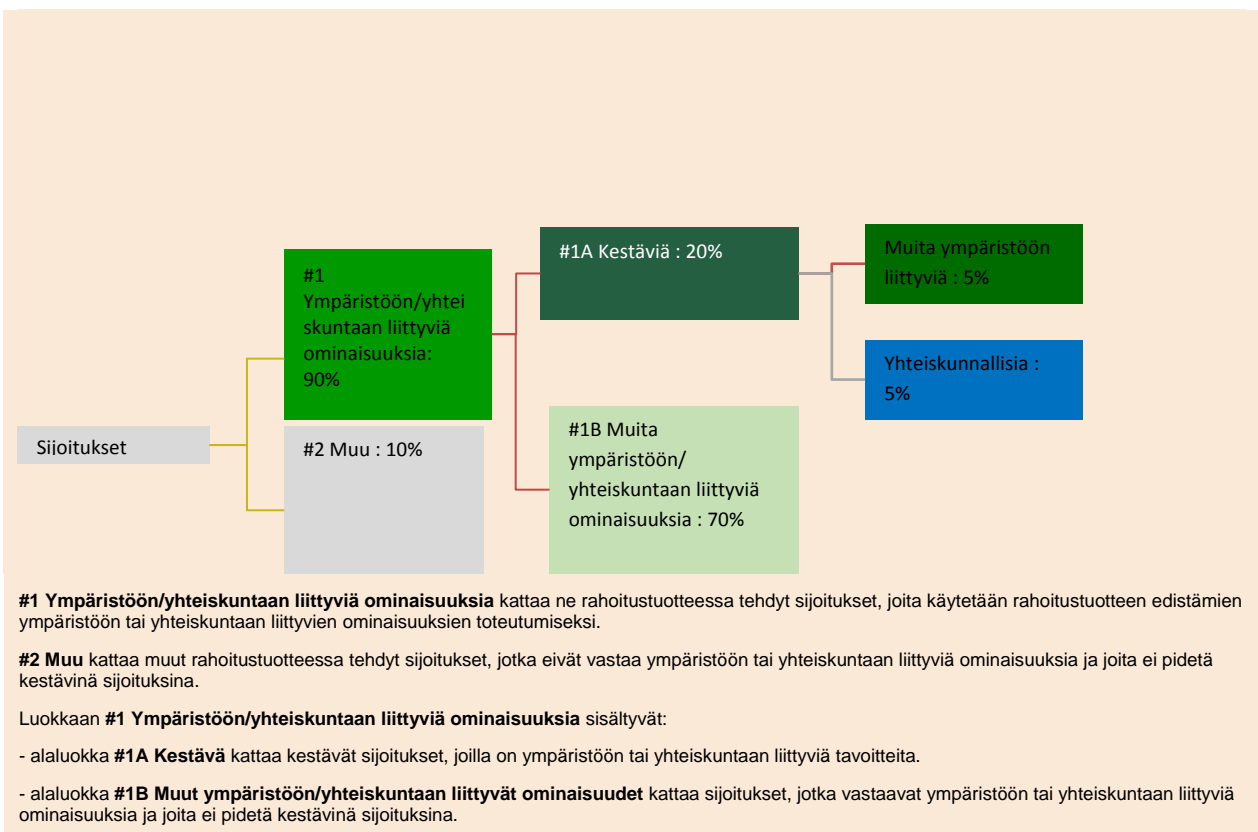 #1A Kestäviä : 20%
Muita ympäristöön
liittyviä : 5%
#1
Ympäristöön/yhtei
skuntaan liittyviä
ominaisuuksia:
90%
Yhteiskunnallisia :
5%
Sijoitukset
#2 Muu : 10%
#1B Muita
ympäristöön/
yhteiskuntaan liittyviä
ominaisuuksia : 70%
#1 Ympäristöön/yhteiskuntaan liittyviä ominaisuuksia kattaa ne rahoitustuotteessa tehdyt sijoitukset, joita käytetään rahoitustuotteen edistämien
ympäristöön tai yhteiskuntaan liittyvien ominaisuuksien toteutumiseksi.
#2 Muu kattaa muut rahoitustuotteessa tehdyt sijoitukset, jotka eivät vastaa ympäristöön tai yhteiskuntaan liittyviä ominaisuuksia ja joita ei pidetä
kestävinä sijoituksina.
Luokkaan #1 Ympäristöön/yhteiskuntaan liittyviä ominaisuuksia sisältyvät:
- alaluokka #1A Kestävä kattaa kestävät sijoitukset, joilla on ympäristöön tai yhteiskuntaan liittyviä tavoitteita.
- alaluokka #1B Muut ympäristöön/yhteiskuntaan liittyvät ominaisuudet kattaa sijoitukset, jotka vastaavat ympäristöön tai yhteiskuntaan liittyviä
ominaisuuksia ja joita ei pidetä kestävinä sijoituksina.